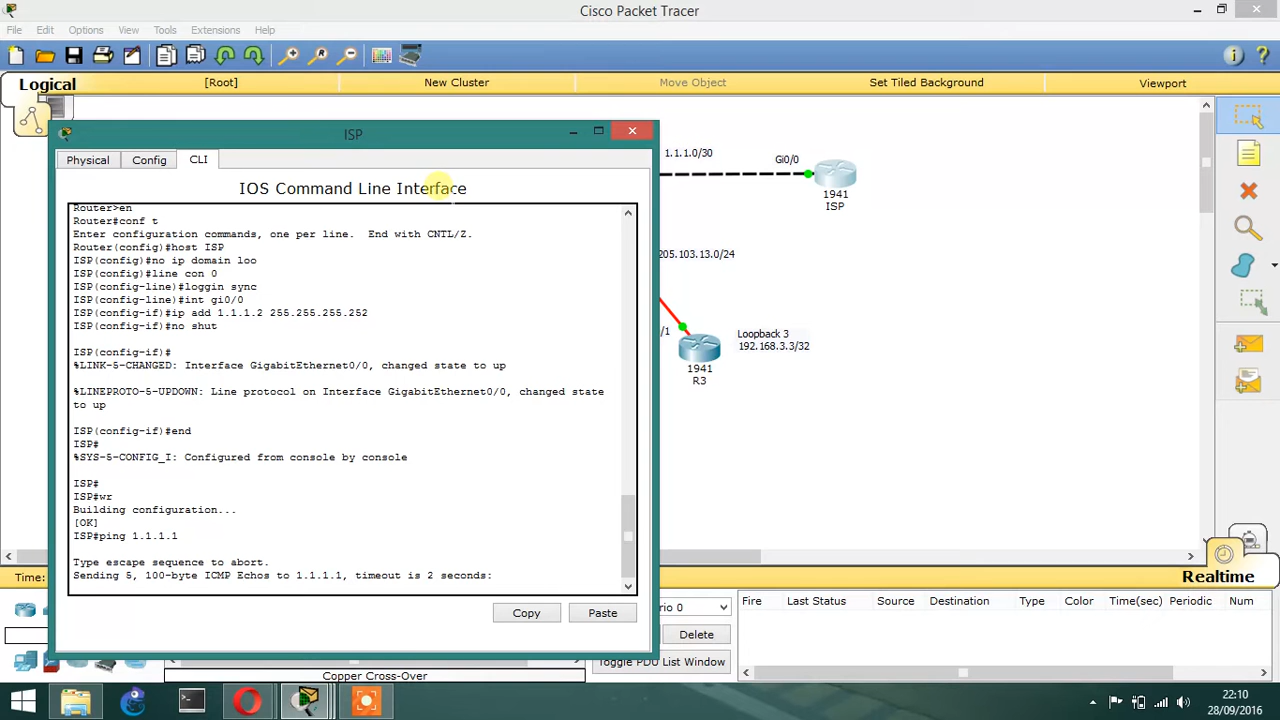 Cisco Packet Tracer
File Edit Options View Tools Extensions Help
Logical [Root] New Cluster Move Object Set Tiled Background Viewport
ISP
Physical Config CLI
IOS Command Line Interface
Router>en
Router#conf t
Enter configuration commands, one per line.  End with CNTL/Z.
Router(config)#host ISP
ISP(config)#no ip domain loo
ISP(config)#line con 0
ISP(config-line)#loggin sync
ISP(config-line)#int gi0/0
ISP(config-if)#ip add 1.1.1.2 255.255.255.252
ISP(config-if)#no shut
ISP(config-if)#
%LINK-5-CHANGED: Interface GigabitEthernet0/0, changed state to up
%LINEPROTO-5-UPDOWN: Line protocol on Interface GigabitEthernet0/0, changed state
to up
ISP(config-if)#end
ISP#
%SYS-5-CONFIG_I: Configured from console by console
ISP#
ISP#wr
Building configuration...
[OK]
ISP#ping 1.1.1.1
Type escape sequence to abort.
Sending 5, 100-byte ICMP Echos to 1.1.1.1, timeout is 2 seconds:
Copy Paste
1.1.1.0/30
Gi0/0
1941
ISP
205.103.13.0/24
/1
Loopback 3
192.168.3.3/32
1941
R3
Time:
Realtime
rio 0
Delete
Toggle PDU List Window
Fire Last Status Source Destination Type Color Time(sec) Periodic Num
Copper Cross-Over
22:10
28/09/2016